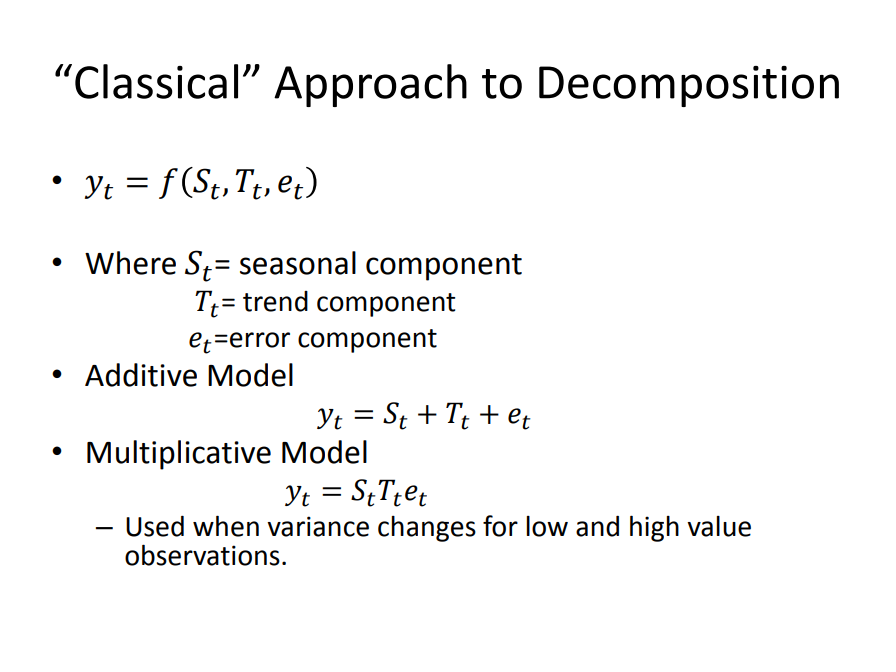 “Classical” Approach to Decomposition
• 𝑦ₜ = 𝑓(𝑆ₜ, 𝑇ₜ, 𝑒ₜ)
• Where 𝑆ₜ= seasonal component
𝑇ₜ= trend component
𝑒ₜ=error component
• Additive Model
𝑦ₜ = 𝑆ₜ + 𝑇ₜ + 𝑒ₜ
• Multiplicative Model
𝑦ₜ = 𝑆ₜ𝑇ₜ𝑒ₜ
– Used when variance changes for low and high value
observations.